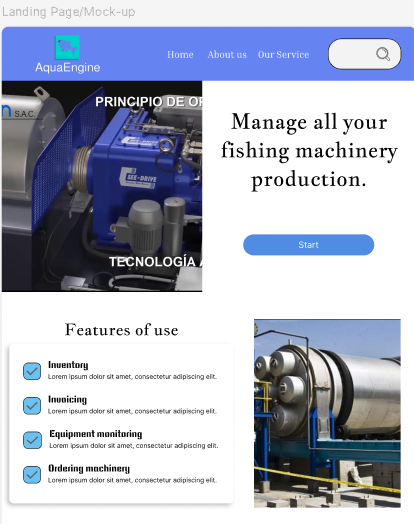 Landing Page/Mock-up
AquaEngine
Home About us Our Service
n S.A.C.
PRINCIPIO DE OP
SEE-DRIVE
TECNOLOGÍA A
Manage all your
fishing machinery
production.
Start
Features of use
Inventory
Lorem ipsum dolor sit amet, consectetur adipiscing elit.
Invoicing
Lorem ipsum dolor sit amet, consectetur adipiscing elit.
Equipment monitoring
Lorem ipsum dolor sit amet, consectetur adipiscing elit.
Ordering machinery
Lorem ipsum dolor sit amet, consectetur adipiscing elit.